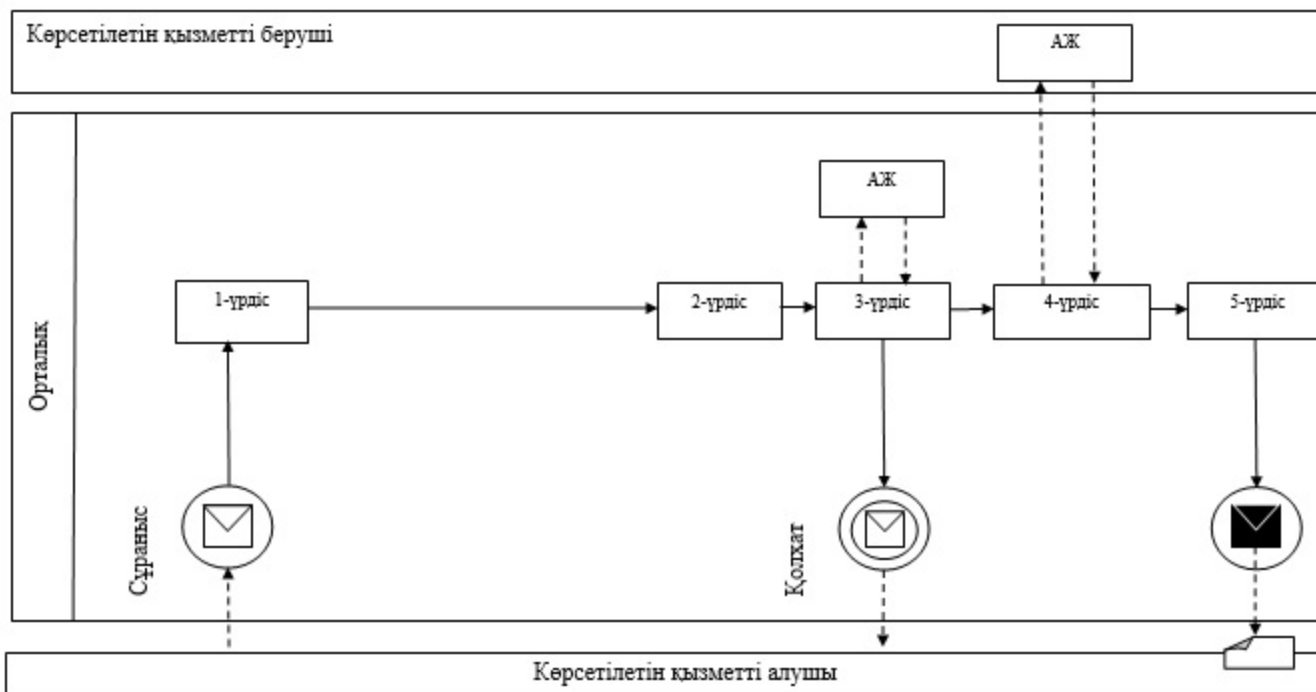 Көрсетілетін қызметті беруші
АЖ
АЖ
1-үрдіс
2-үрдіс
3-үрдіс
4-үрдіс
5-үрдіс
Орталық
Сұраныс
Қолхат
Көрсетілетін қызметті алушы